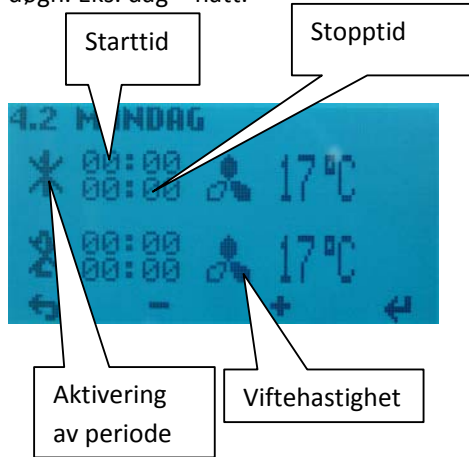 døgn. Eks. dag – natt.
Starttid
Stopptid
4.2 MANDAG
00:00
00:00
17°C
00:00
00:00
17°C
- +
Aktivering
av periode
Viftehastighet